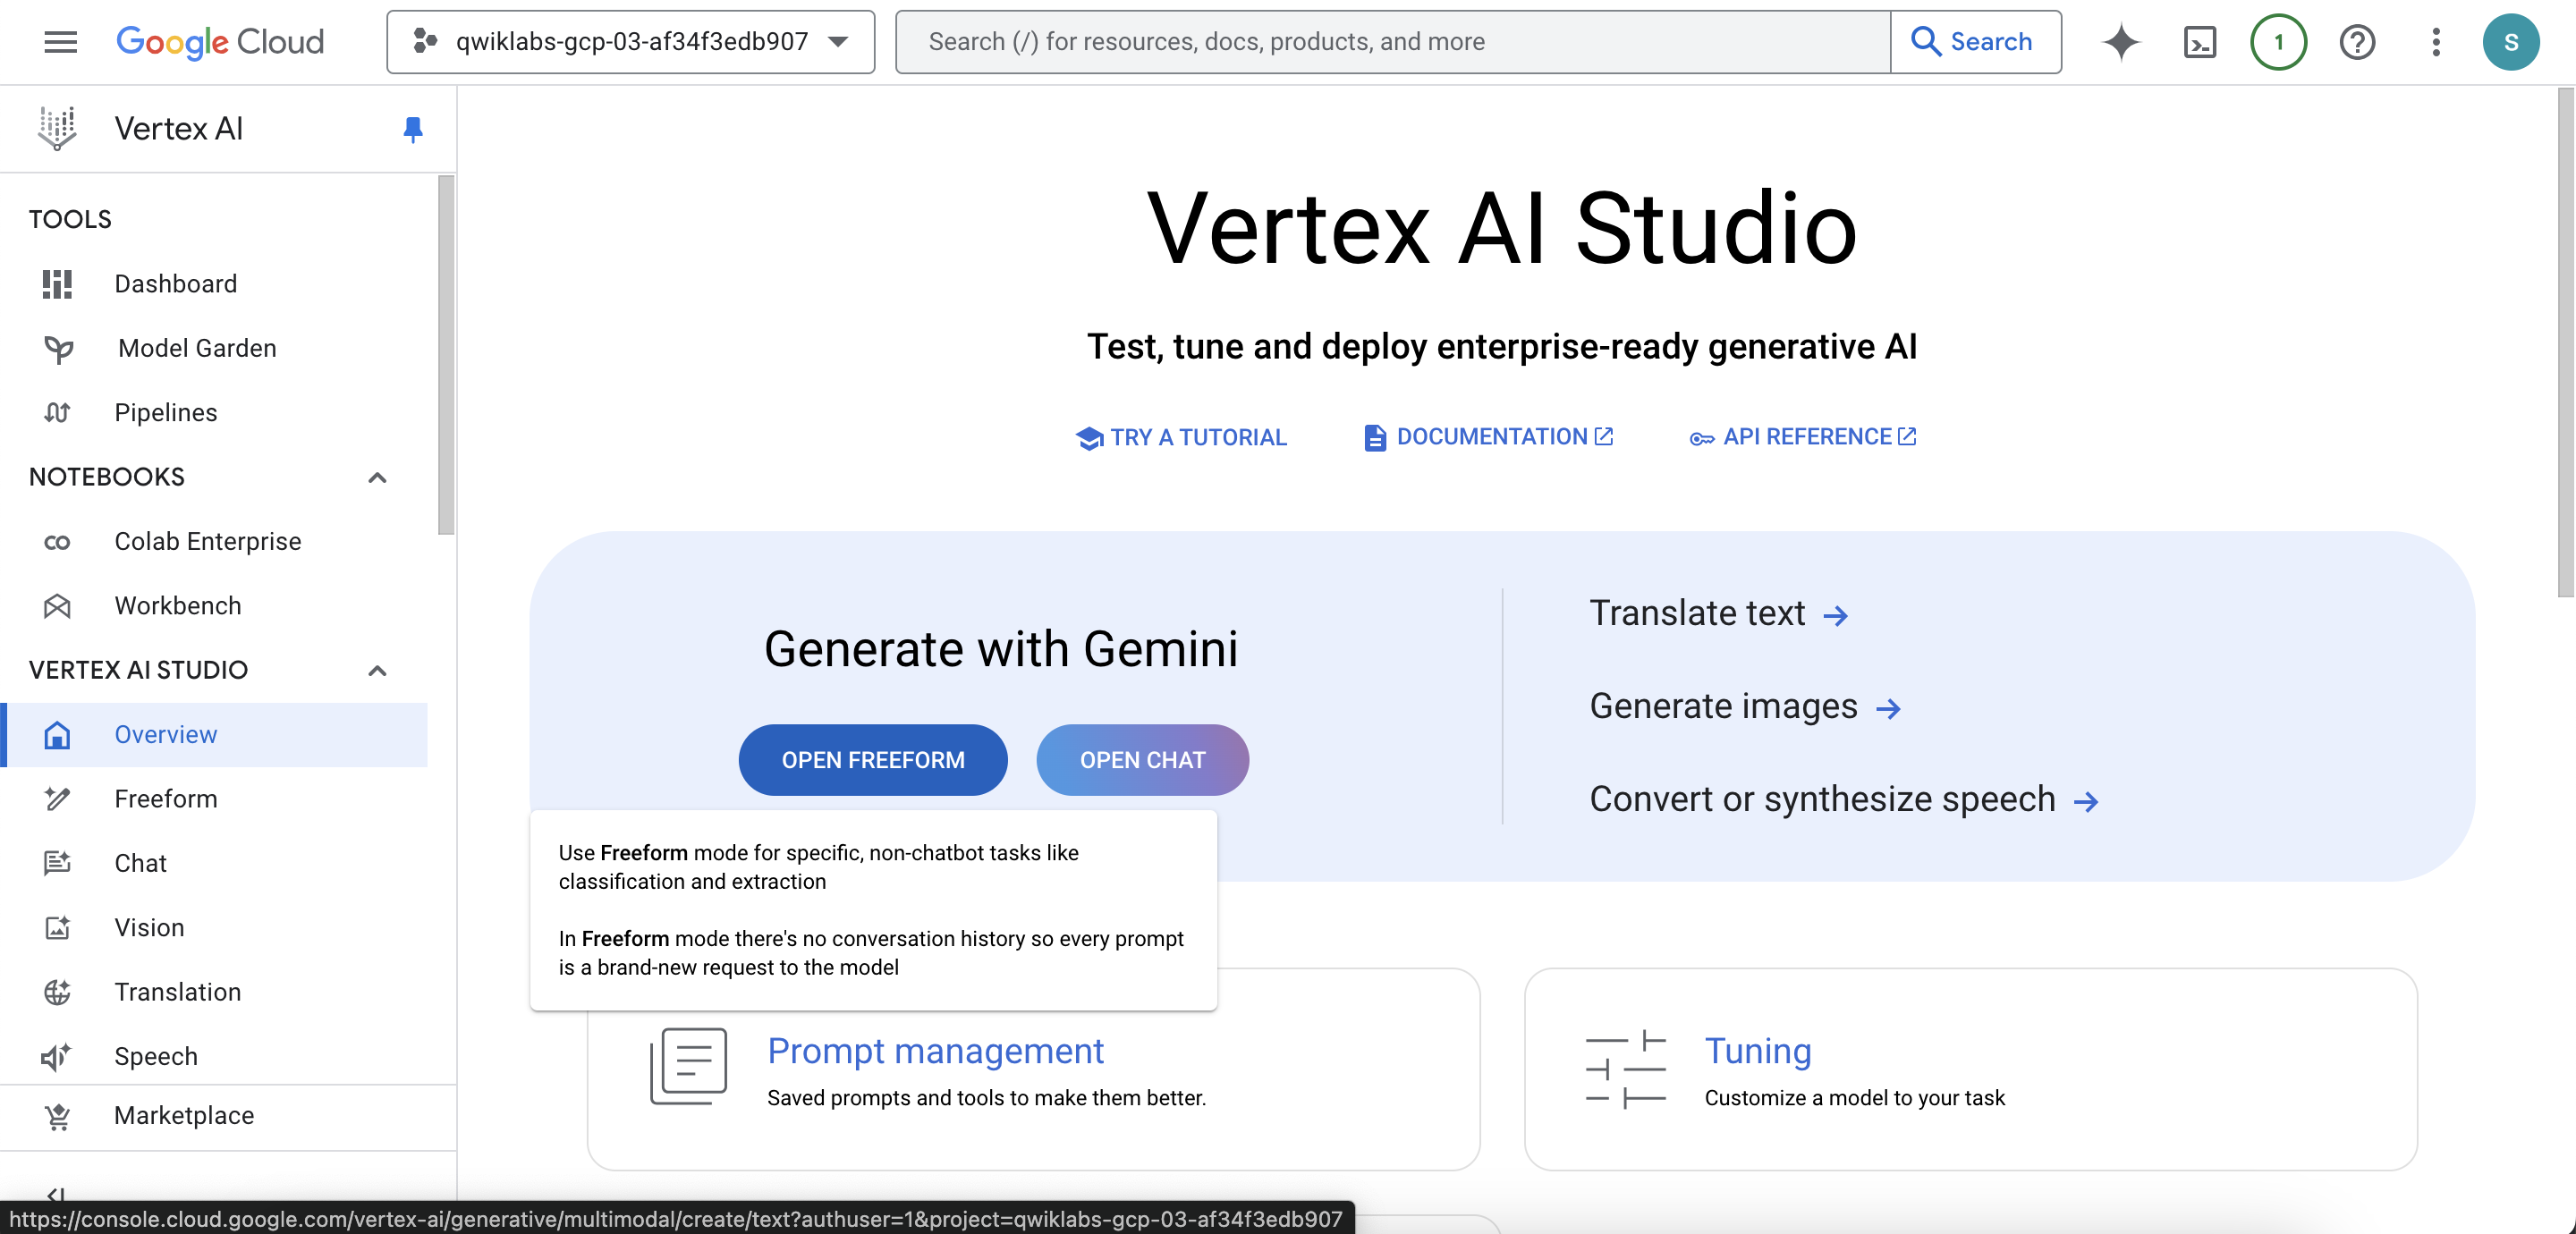 Google Cloud
qwiklabs-gcp-03-af34f3edb907
Search (/) for resources, docs, products, and more
Search
1
S
Vertex AI
TOOLS
Dashboard
Model Garden
Pipelines
NOTEBOOKS
Colab Enterprise
Workbench
VERTEX AI STUDIO
Overview
Freeform
Chat
Vision
Translation
Speech
Marketplace
Vertex AI Studio
Test, tune and deploy enterprise-ready generative AI
TRY A TUTORIAL
DOCUMENTATION
API REFERENCE
Generate with Gemini
OPEN FREEFORM
OPEN CHAT
Use Freeform mode for specific, non-chatbot tasks like
classification and extraction
In Freeform mode there's no conversation history so every prompt
is a brand-new request to the model
Translate text
Generate images
Convert or synthesize speech
Prompt management
Saved prompts and tools to make them better.
Tuning
Customize a model to your task
https://console.cloud.google.com/vertex-ai/generative/multimodal/create/text?authuser=1&project=qwiklabs-gcp-03-af34f3edb907